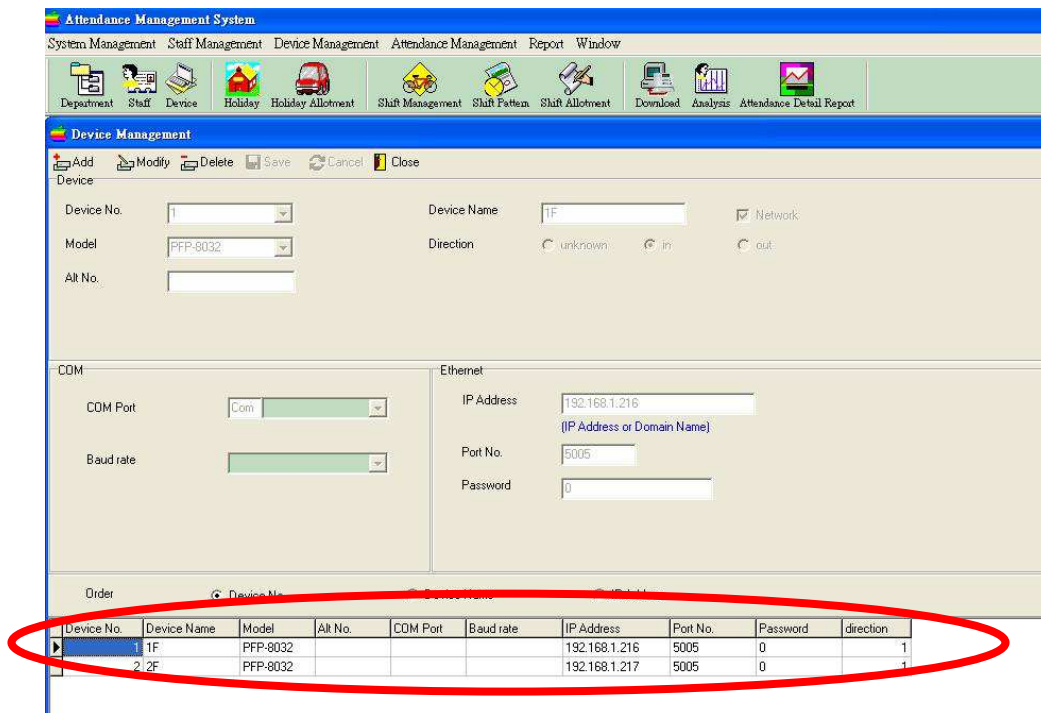 Attendance Management System
System Management Staff Management Device Management Attendance Management Report Window
Department Staff Device Holiday Holiday Allotment Shift Management Shift Pattern Shift Allotment Download Analysis Attendance Detail Report
Device Management
Add Modify Delete Save Cancel Close
Device
Device No. 1 Device Name 1F Network
Model PFP-8032 Direction unknown in out
Alt No.
COM Ethernet
COM Port Com IP Address 192.168.1.216
(IP Address or Domain Name)
Baud rate Port No. 5005
Password 0
Order Device No.
Device No. Device Name Model Alt No. COM Port Baud rate IP Address Port No. Password direction
1 1F PFP-8032 192.168.1.216 5005 0 1
2 2F PFP-8032 192.168.1.217 5005 0 1